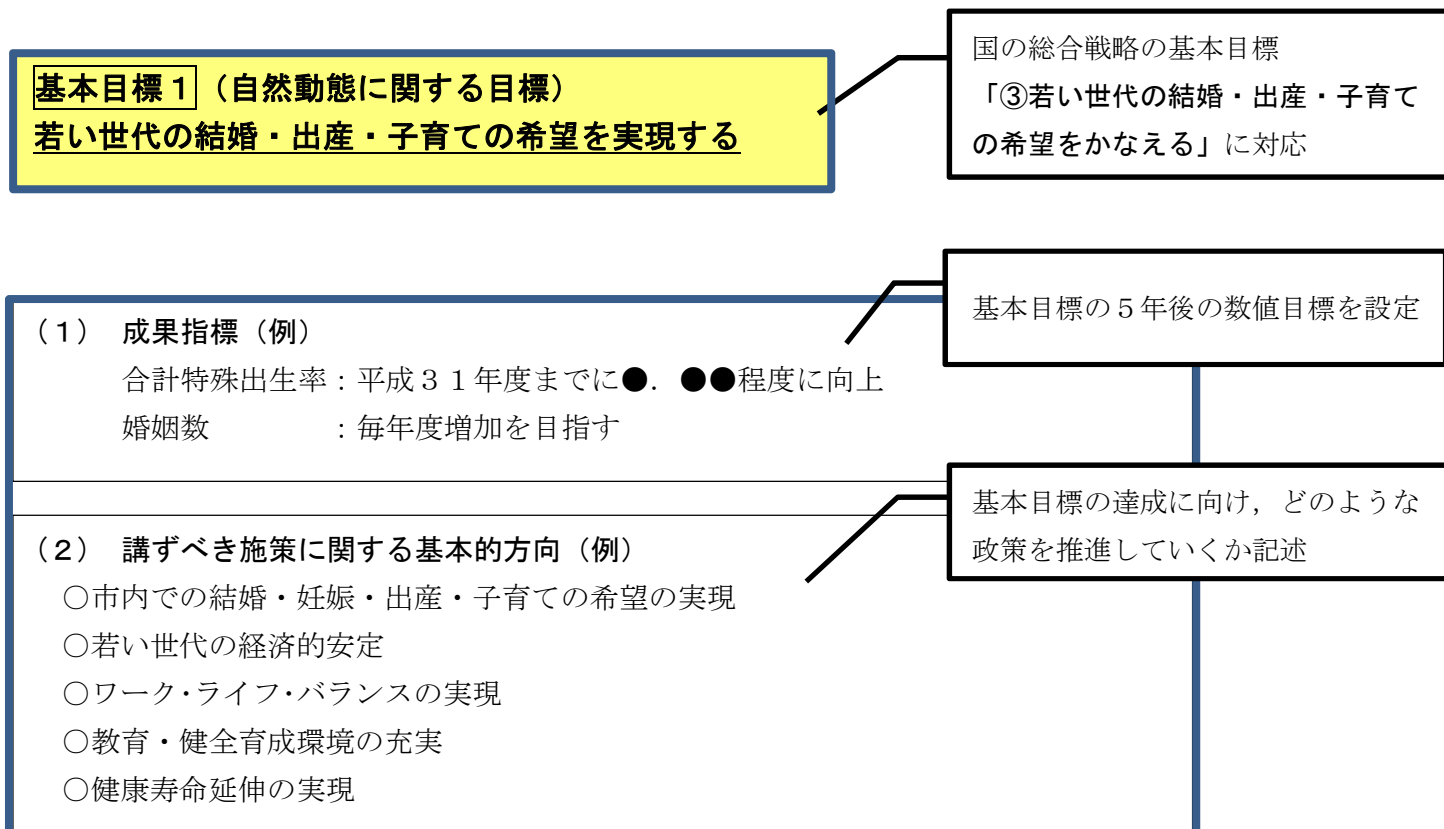 基本目標1 (自然動態に関する目標)
若い世代の結婚・出産・子育ての希望を実現する
国の総合戦略の基本目標
「③若い世代の結婚・出産・子育て
の希望をかなえる」に対応
基本目標の5年後の数値目標を設定
(1) 成果指標(例)
合計特殊出生率:平成31年度までに●.●●程度に向上
婚姻数 :毎年度増加を目指す
基本目標の達成に向け,どのような
政策を推進していくか記述
(2) 講ずべき施策に関する基本的方向(例)
○市内での結婚・妊娠・出産・子育ての希望の実現
○若い世代の経済的安定
○ワーク・ライフ・バランスの実現
○教育・健全育成環境の充実
○健康寿命延伸の実現